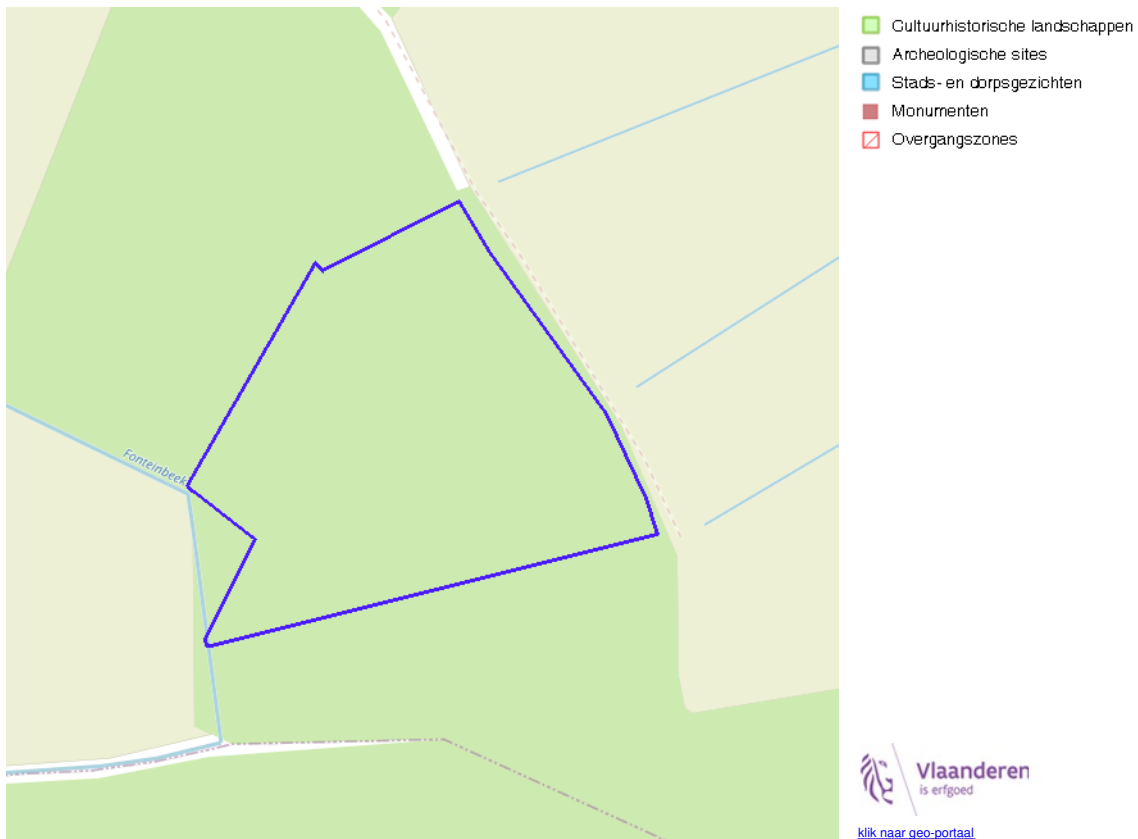 Cultuurhistorische landschappen
Archeologische sites
Stads- en dorpsgezichten
Monumenten
Overgangszones
Fonteinbeek
Vlaanderen
is erfgoed
klik naar geo-portaal